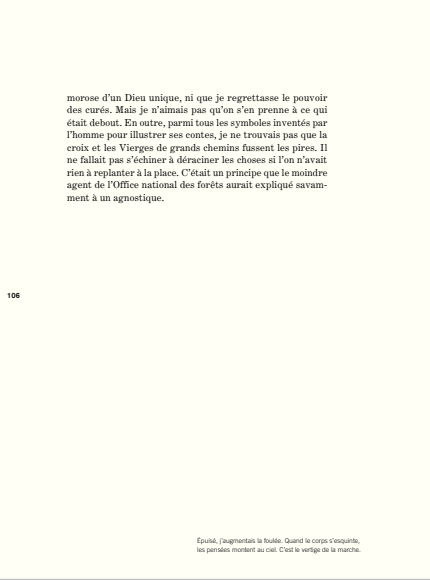 morose d'un Dieu unique, ni que je regrettasse le pouvoir
des curés. Mais je n'aimais pas qu'on s'en prenne à ce qui
était debout. En outre, parmi tous les symboles inventés par
l'homme pour illustrer ses contes, je ne trouvais pas que la
croix et les Vierges de grands chemins fussent les pires. Il
ne fallait pas s'échiner à déraciner les choses si l'on n'avait
rien à replanter à la place. C'était un principe que le moindre
agent de l'Office national des forêts aurait expliqué savam-
ment à un agnostique.
106
Épuisé, j'augmentais la foulée. Quand le corps s'esquinte,
les pensées montent au ciel. C'est le vertige de la marche.